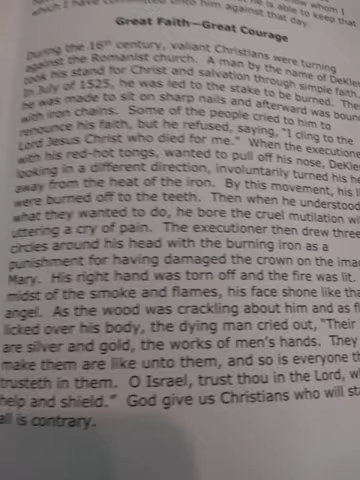 which I have committed unto him against that day.
Great Faith—Great Courage
During the 16th century, valiant Christians were turning
against the Romanist church. A man by the name of DeKler
took his stand for Christ and salvation through simple faith.
In July of 1525, he was led to the stake to be burned. The
he was made to sit on sharp nails and afterward was boun
with iron chains. Some of the people cried to him to
renounce his faith, but he refused, saying, "I cling to the
Lord Jesus Christ who died for me." When the executione
with his red-hot tongs, wanted to pull off his nose, DeKle
looking in a different direction, involuntarily turned his he
away from the heat of the iron. By this movement, his
were burned off to the teeth. Then when he understood
what they wanted to do, he bore the cruel mutilation wi
uttering a cry of pain. The executioner then drew three
circles around his head with the burning iron as a
punishment for having damaged the crown on the imag
Mary. His right hand was torn off and the fire was lit.
midst of the smoke and flames, his face shone like tha
angel. As the wood was crackling about him and as fl
licked over his body, the dying man cried out, "Their
are silver and gold, the works of men's hands. They
make them are like unto them, and so is everyone th
trusteth in them. O Israel, trust thou in the Lord, w
help and shield." God give us Christians who will sta
all is contrary.